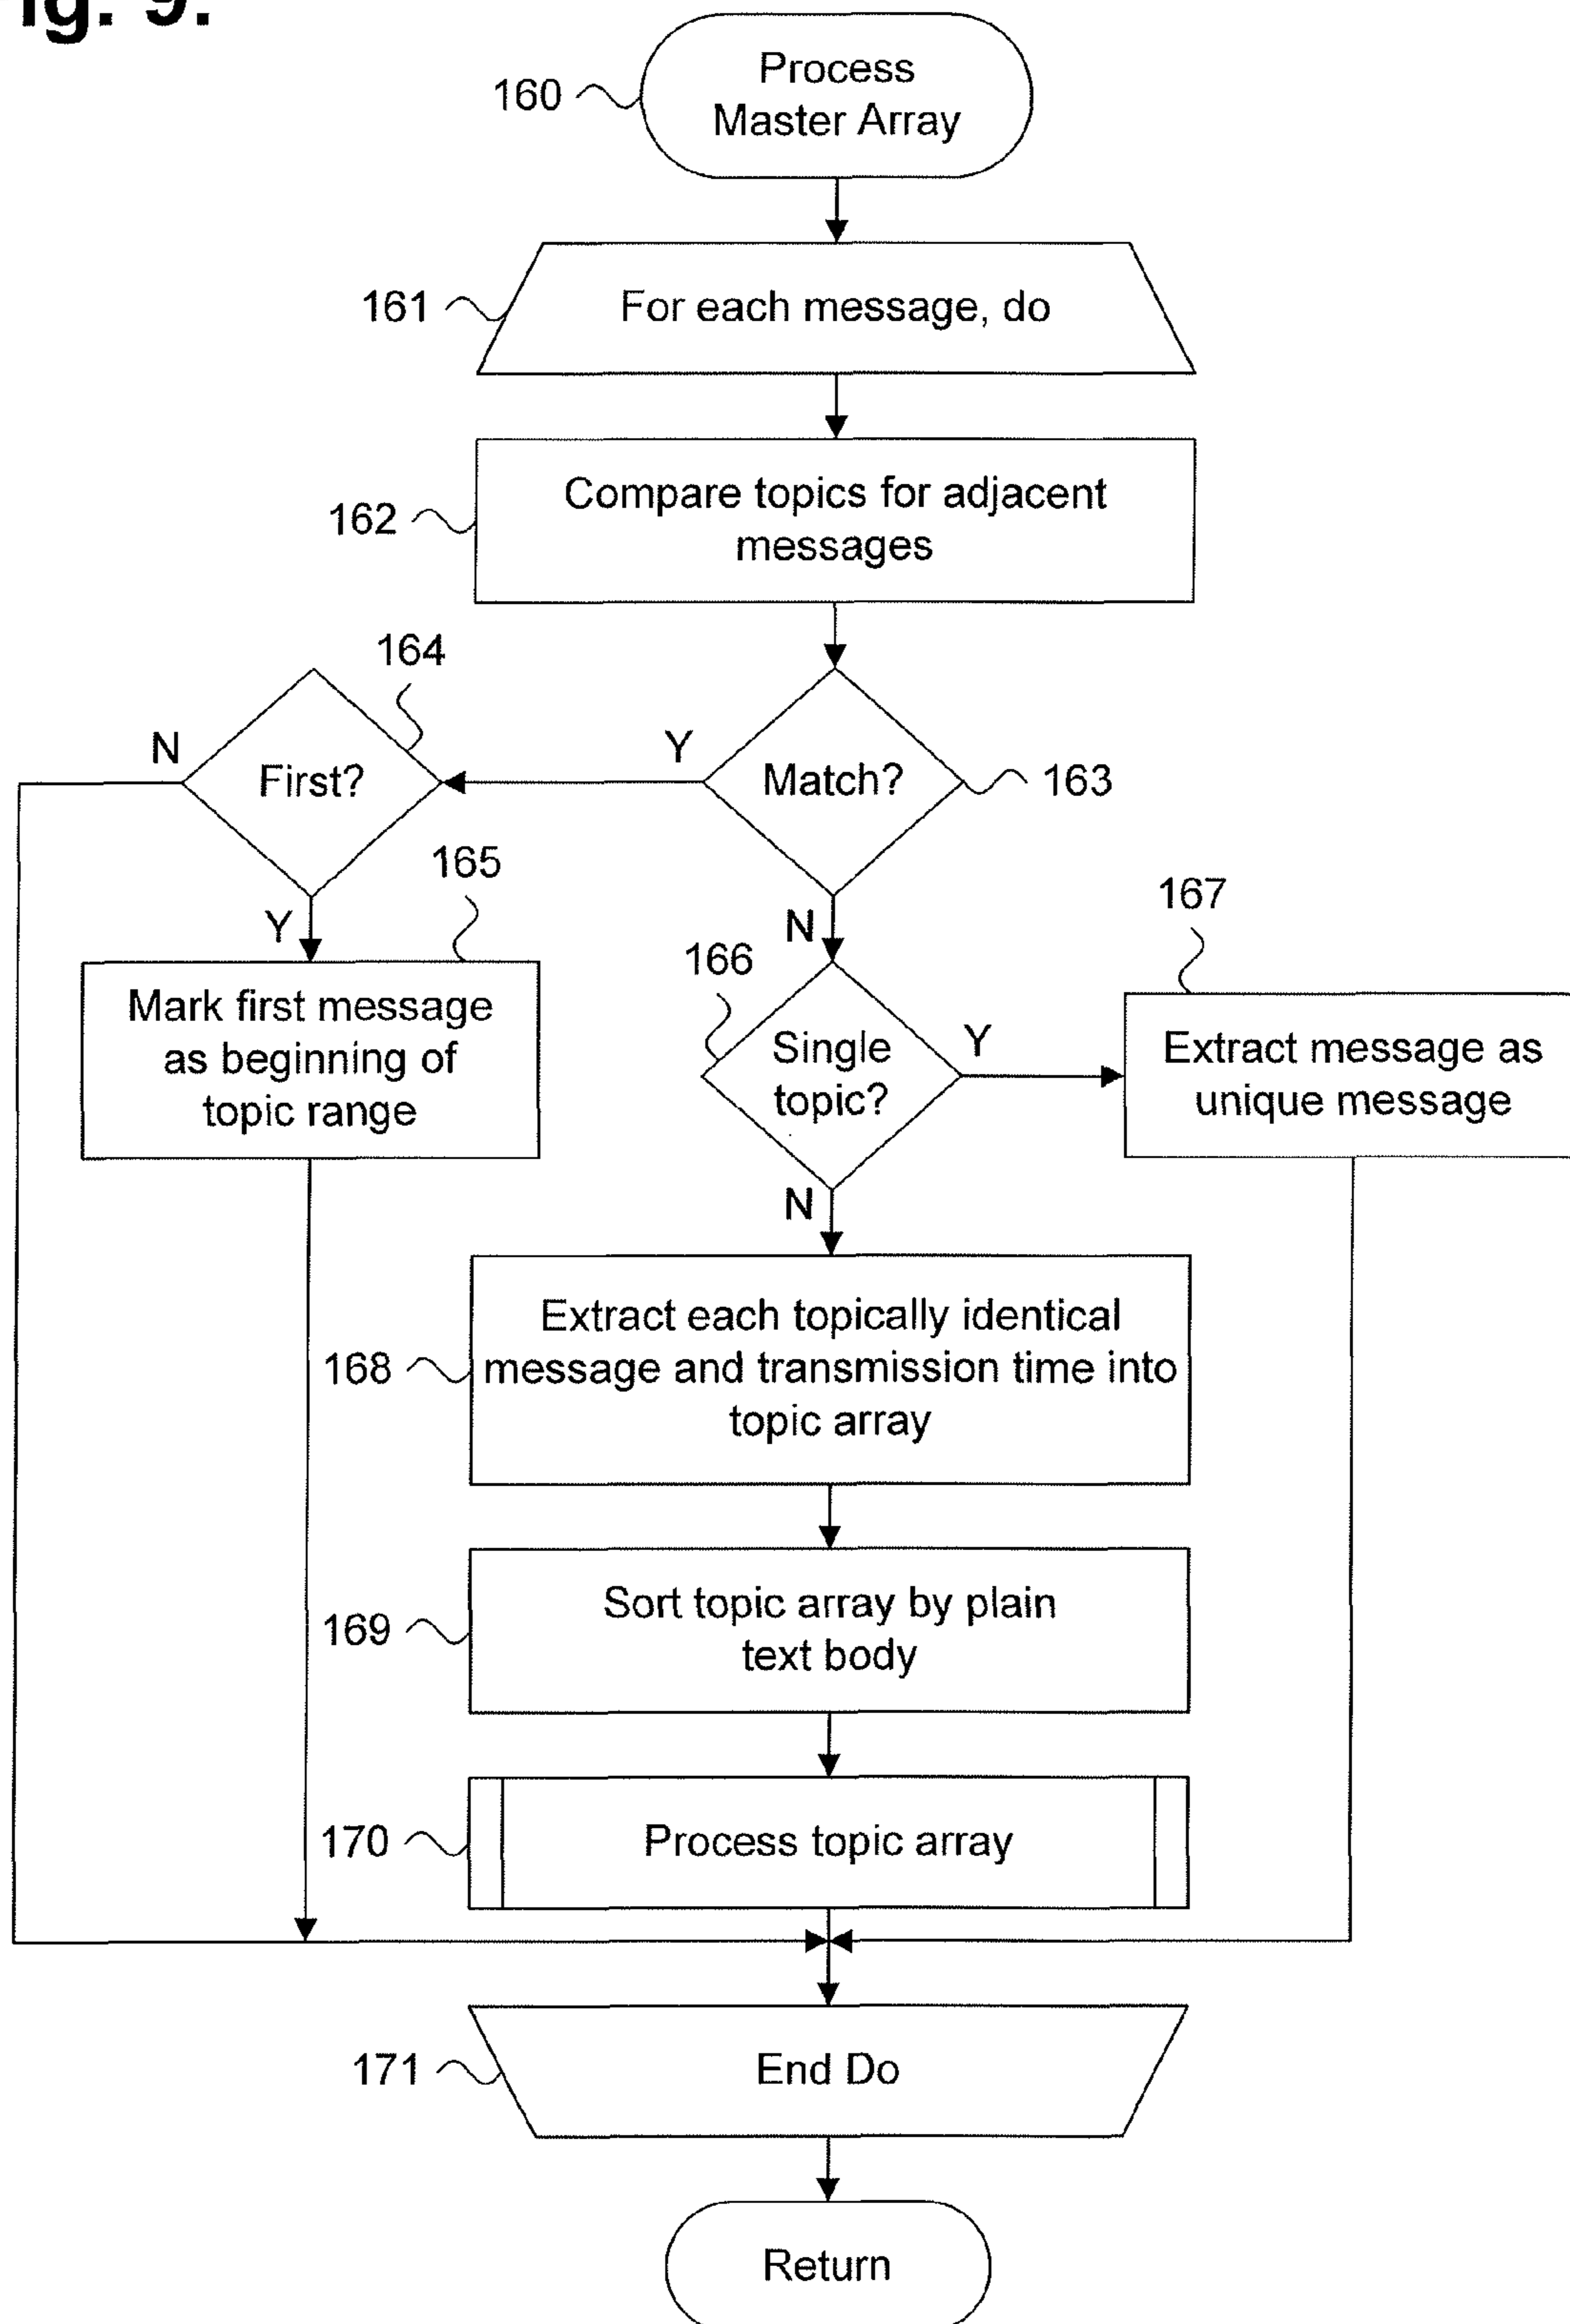 ig. 9.
160
Process
Master Array
161
For each message, do
162
Compare topics for adjacent
messages
164
N
First?
Y
Match?
163
165
Y
Mark first message
as beginning of
topic range
N
166
Single
topic?
Y
167
Extract message as
unique message
N
168
Extract each topically identical
message and transmission time into
topic array
169
Sort topic array by plain
text body
170
Process topic array
171
End Do
Return